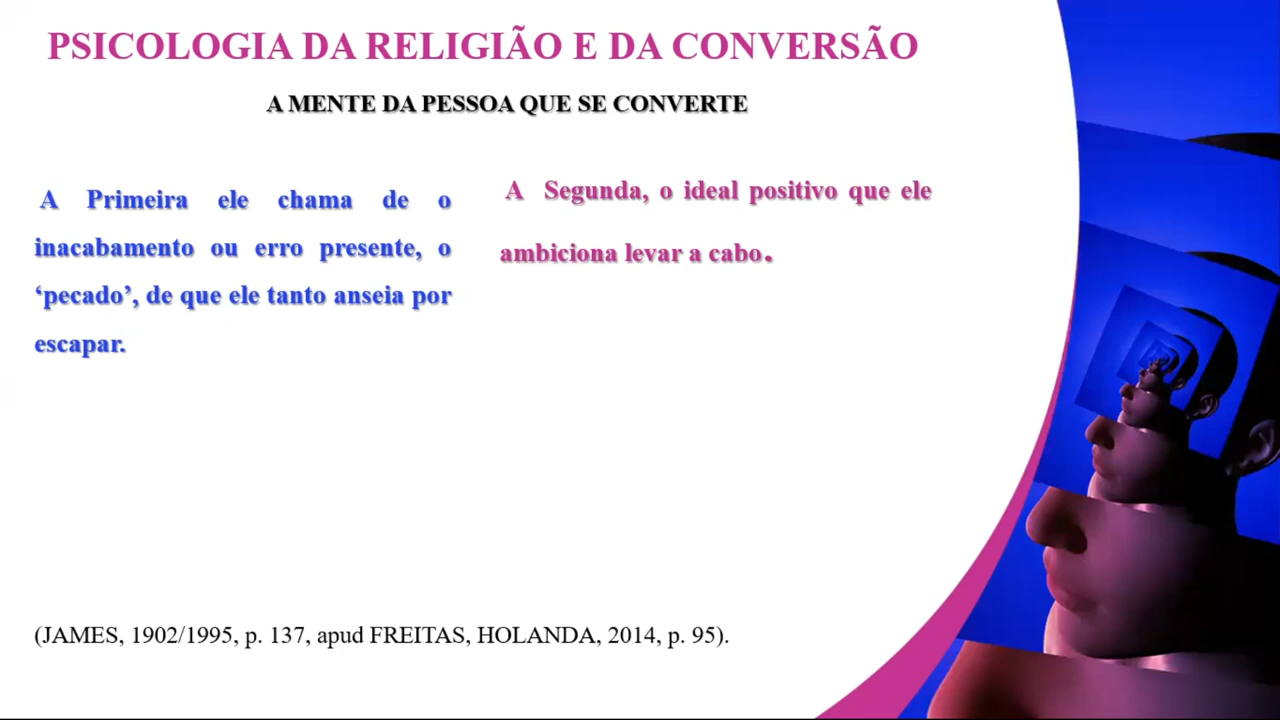 PSICOLOGIA DA RELIGIÃO E DA CONVERSÃO
A MENTE DA PESSOA QUE SE CONVERTE
A Primeira ele chama de o
inacabamento ou erro presente, o
‘pecado’, de que ele tanto anseia por
escapar.
A Segunda, o ideal positivo que ele
ambiciona levar a cabo.
(JAMES, 1902/1995, p. 137, apud FREITAS, HOLANDA, 2014, p. 95).